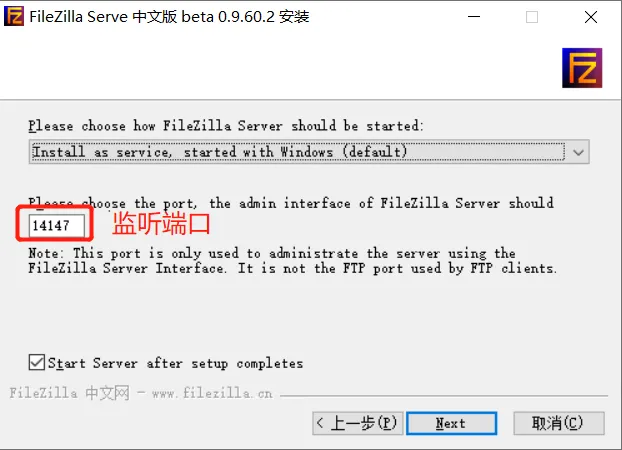 FileZilla Serve 中文版 beta 0.9.60.2 安装
FZ
Please choose how FileZilla Server should be started:
Install as service, started with Windows (default)
Please choose the port, the admin interface of FileZilla Server should
14147
监听端口
Note: This port is only used to administrate the server using the
FileZilla Server Interface. It is not the FTP port used by FTP clients.
Start Server after setup completes
FileZilla 中文网 - www.filezilla.cn
< 上一步(P)
Next
取消(C)